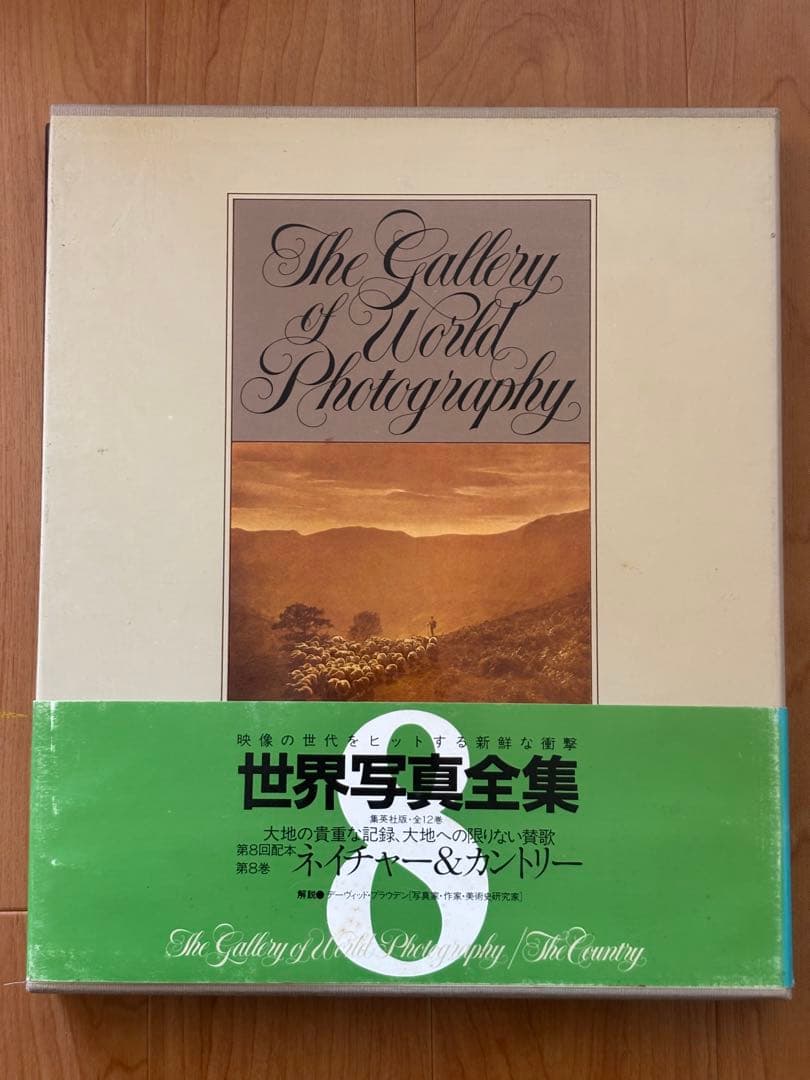 The Gallery
of World
Photography
8
映像の世代をヒットする新鮮な衝撃
世界写真全集
集英社版・全12巻
大地の貴重な記録、大地への限りない賛歌
第8回配本
第8巻
ネイチャー&カントリー
解説●デーヴィッド・プラウデン[写真家・作家・美術史研究家]
The Gallery of World Photography / The Country